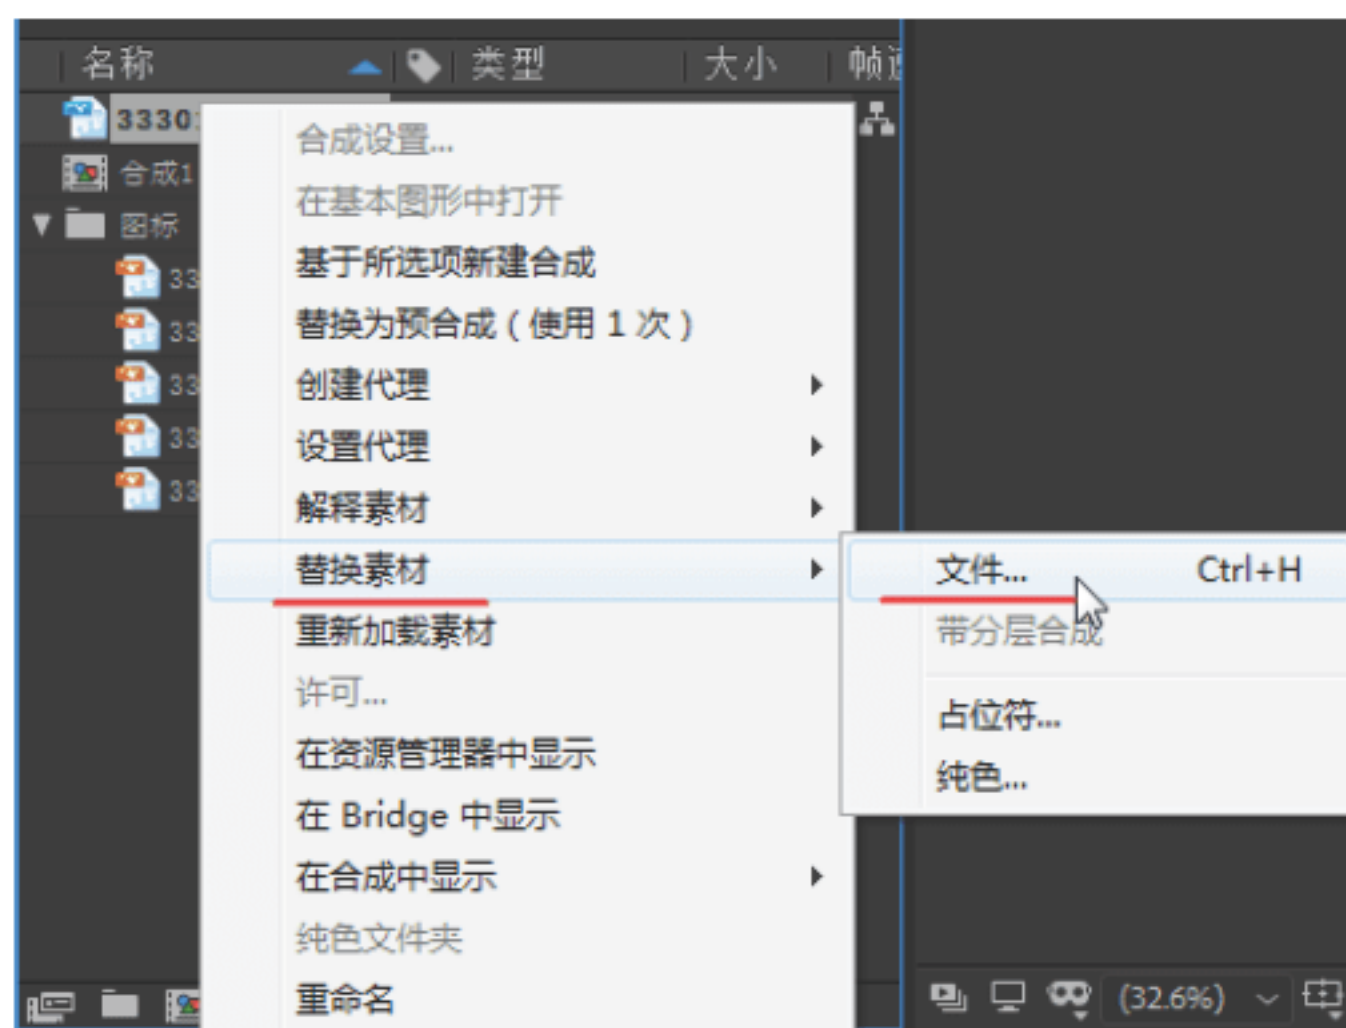 名称 类型 大小 帧速
3330
合成1
图标
33
33
33
33
33
合成设置...
在基本图形中打开
基于所选项新建合成
替换为预合成 ( 使用 1 次 )
创建代理
设置代理
解释素材
替换素材
重新加载素材
许可...
在资源管理器中显示
在 Bridge 中显示
在合成中显示
纯色文件夹
重命名
文件... Ctrl+H
带分层合成
占位符...
纯色...
(32.6%)